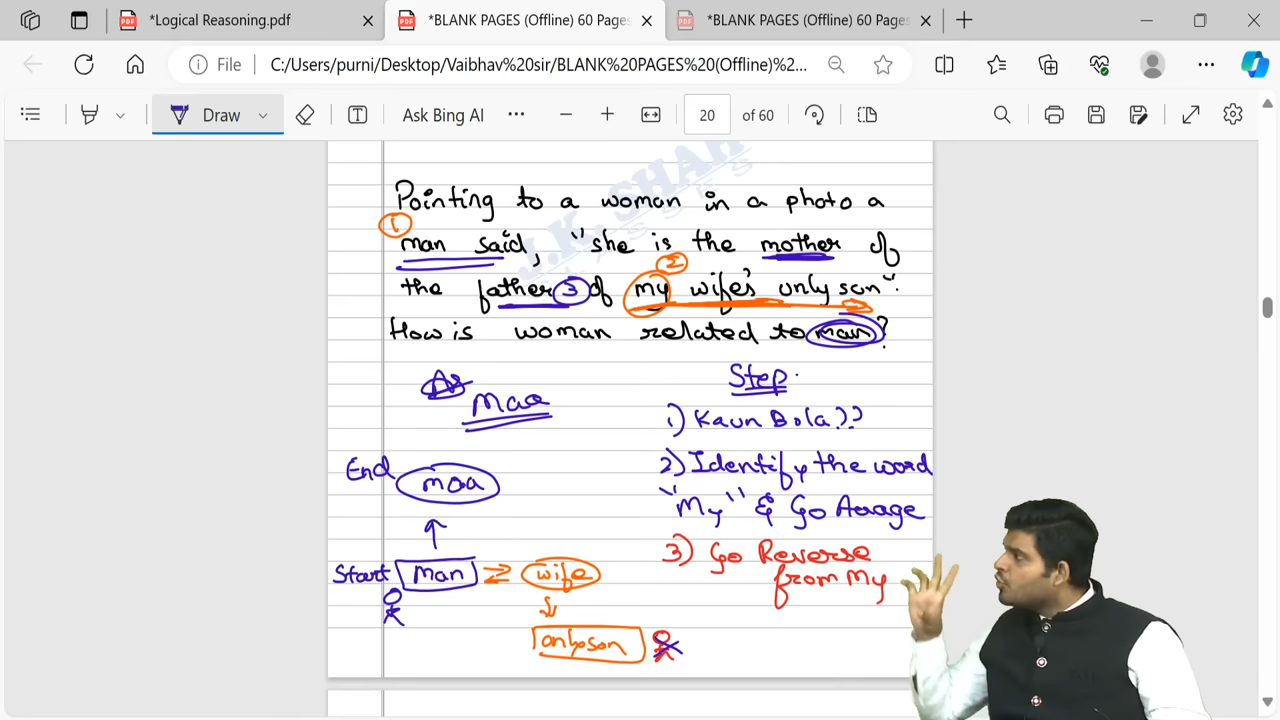 *Logical Reasoning.pdf
*BLANK PAGES (Offline) 60 Pages
*BLANK PAGES (Offline) 60 Pages
File
C:/Users/purni/Desktop/Vaibhav%20sir/BLANK%20PAGES%20(Offline)%2...
Draw
Ask Bing AI
20
of 60
J.K. SHAH
Pointing to a woman in a photo a
①
man said, "she is the mother of
②
the father ③ of my wife's only son".
How is woman related to man?
Maa
Step.
1) Kaun Bola??
End
maa
2) Identify the word
"My" & Go Aaage
3) Go Reverse
from My
Start
Man
wife
only son